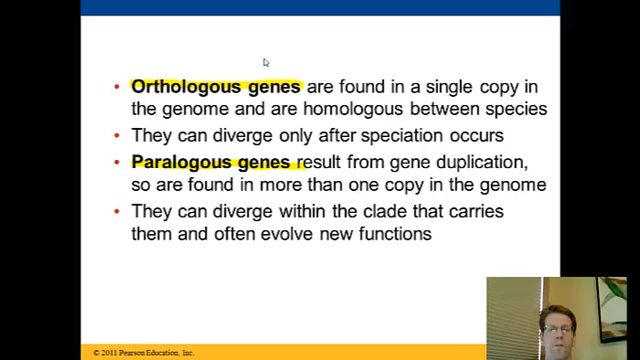 • Orthologous genes are found in a single copy in
the genome and are homologous between species
• They can diverge only after speciation occurs
• Paralogous genes result from gene duplication,
so are found in more than one copy in the genome
• They can diverge within the clade that carries
them and often evolve new functions
© 2011 Pearson Education, Inc.